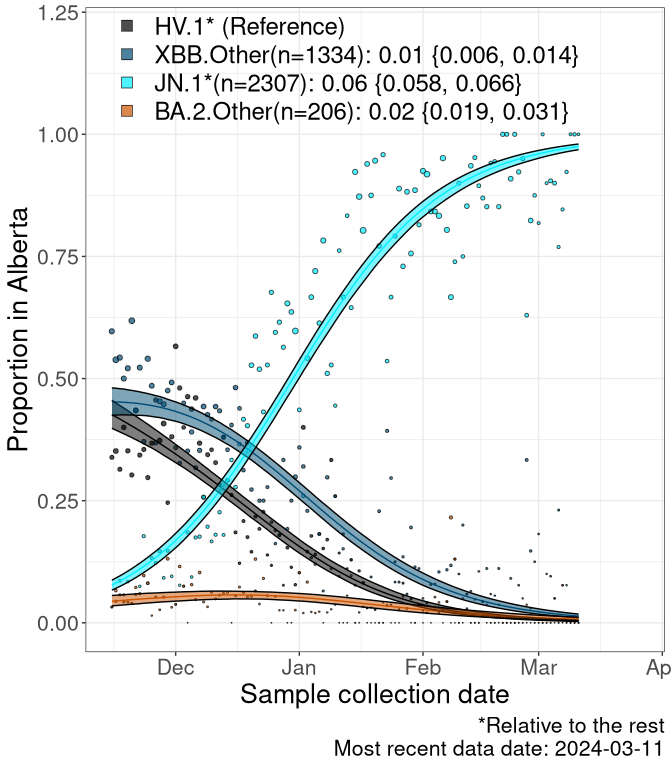 1.25
HV.1* (Reference)
XBB.Other(n=1334): 0.01 {0.006, 0.014}
JN.1*(n=2307): 0.06 {0.058, 0.066}
BA.2.Other(n=206): 0.02 {0.019, 0.031}
1.00
0.75
0.50
0.25
0.00
Proportion in Alberta
Dec Jan Feb Mar Ap
Sample collection date
*Relative to the rest
Most recent data date: 2024-03-11